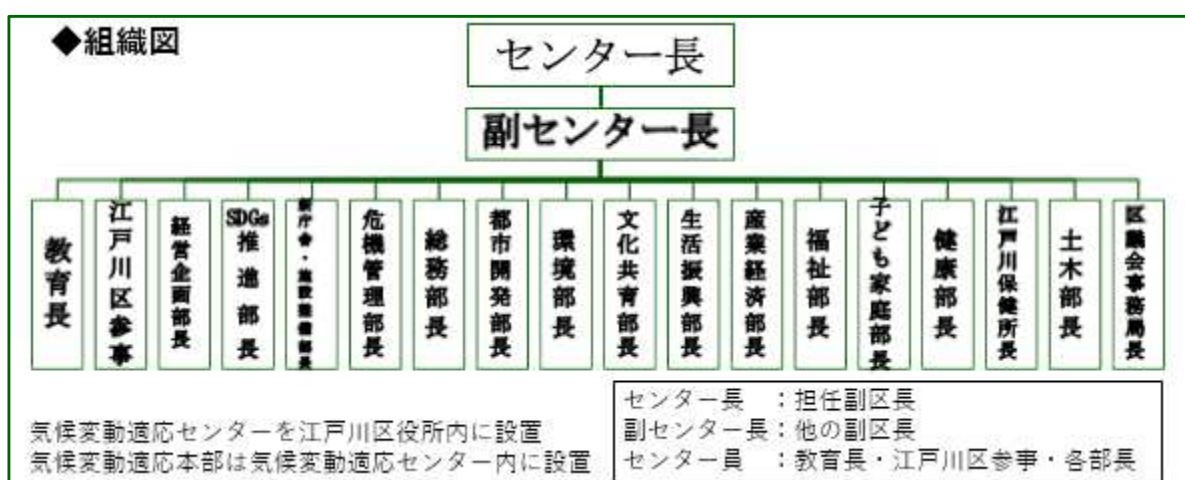 ◆組織図
センター長
副センター長
教育長
江戸川区参事
経営企画部長
SDGs推進部長
新庁舎・施設整備部長
危機管理部長
総務部長
都市開発部長
環境部長
文化共育部長
生活振興部長
産業経済部長
福祉部長
子ども家庭部長
健康部長
江戸川保健所長
土木部長
区議会事務局長
気候変動適応センターを江戸川区役所内に設置
気候変動適応本部は気候変動適応センター内に設置
センター長　：担任副区長
副センター長：他の副区長
センター員　：教育長・江戸川区参事・各部長